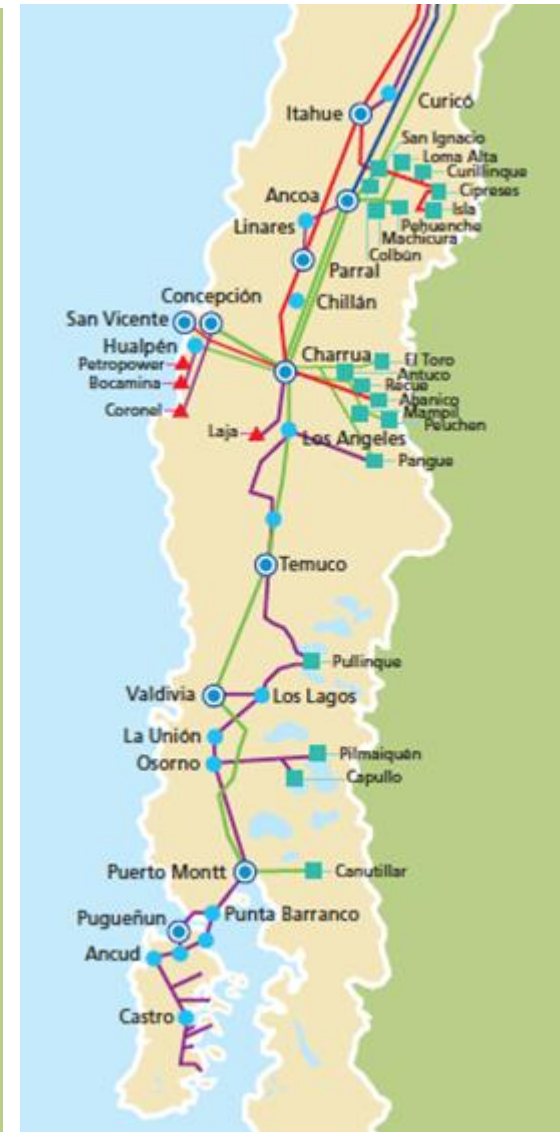 Curicó
Itahue
San Ignacio
Loma Alta
Curillinque
Cipreses
Isla
Ancoa
Pehuenche
Linares
Machicura
Colbún
Parral
Concepción
Chillán
San Vicente
Hualpén
Charrua
El Toro
Petropower
Antuco
Bocamina
Recue
Abanico
Coronel
Mampil
Peluchen
Laja
Los Angeles
Pangue
Temuco
Pullinque
Valdivia
Los Lagos
La Unión
Osorno
Pilmaiquén
Capullo
Puerto Montt
Canutillar
Pugueñun
Punta Barranco
Ancud
Castro